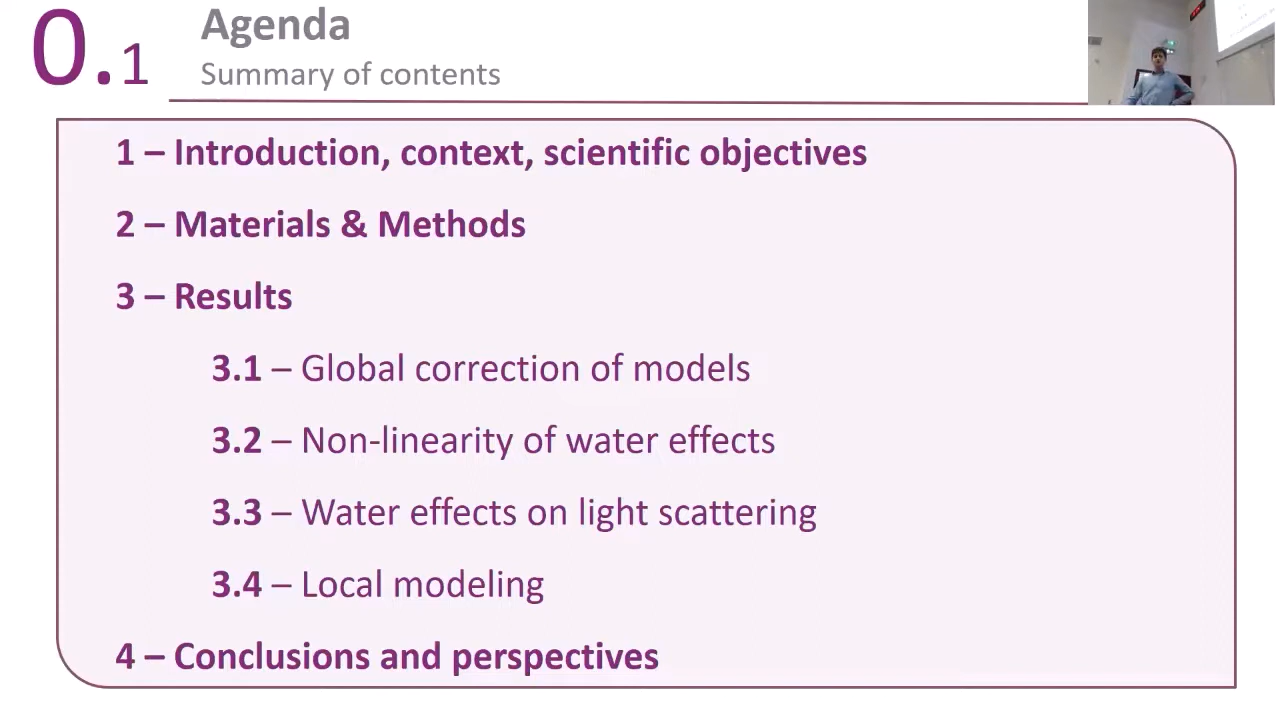 0.1
Agenda
Summary of contents
1 – Introduction, context, scientific objectives
2 – Materials & Methods
3 – Results
3.1 – Global correction of models
3.2 – Non-linearity of water effects
3.3 – Water effects on light scattering
3.4 – Local modeling
4 – Conclusions and perspectives